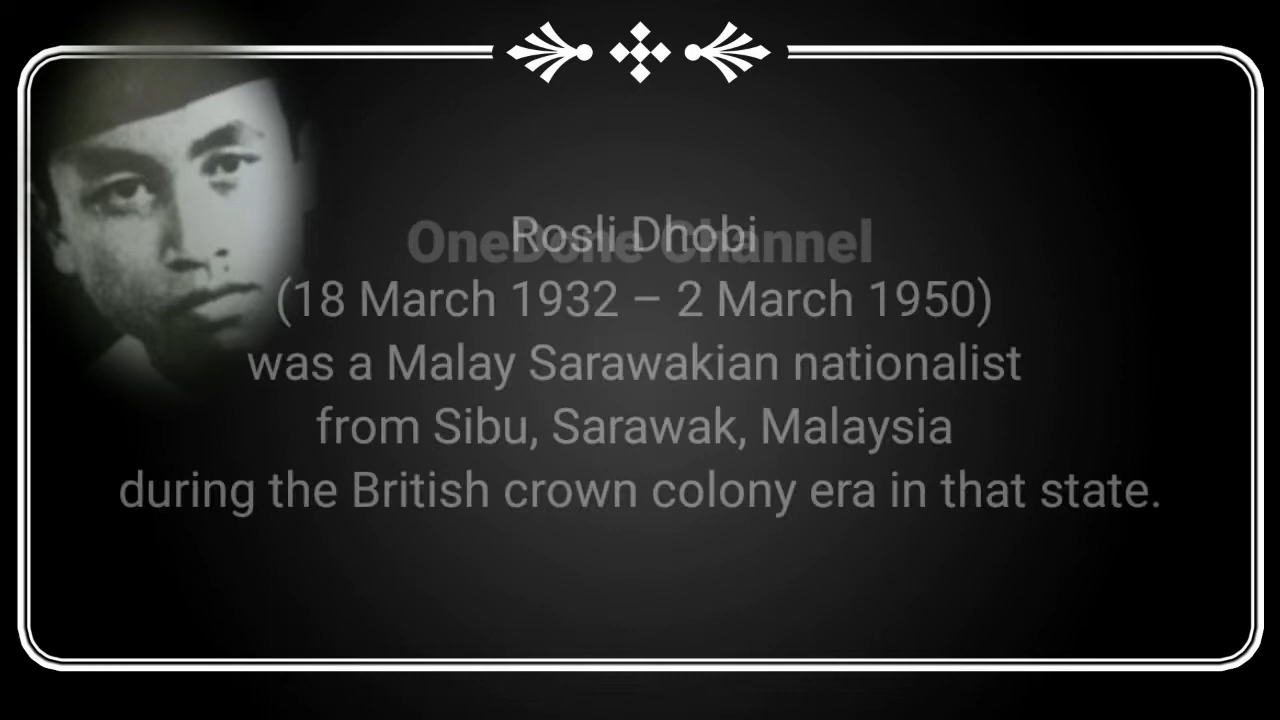 OneDone Channel
Rosli Dhobi
(18 March 1932 – 2 March 1950)
was a Malay Sarawakian nationalist
from Sibu, Sarawak, Malaysia
during the British crown colony era in that state.